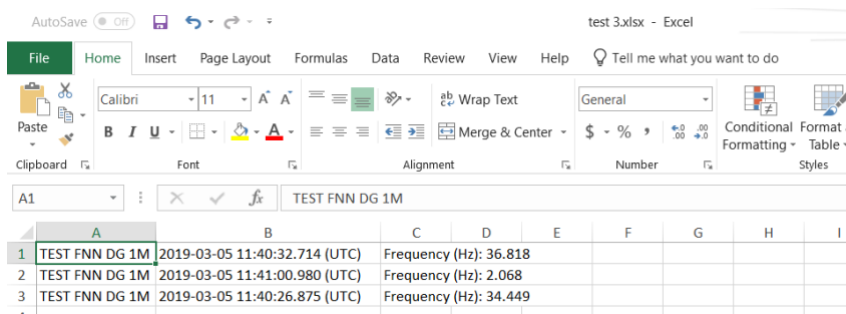 AutoSave Off test 3.xlsx - Excel
File Home Insert Page Layout Formulas Data Review View Help Tell me what you want to do
Calibri 11 A A ab Wrap Text General
Paste B I U A Merge & Center $ % , .0 .00 .00 .0 Conditional Format
Formatting Table
Clipboard Font Alignment Number Styles
A1 fx TEST FNN DG 1M
A B C D E F G H I
1 TEST FNN DG 1M 2019-03-05 11:40:32.714 (UTC) Frequency (Hz): 36.818
2 TEST FNN DG 1M 2019-03-05 11:41:00.980 (UTC) Frequency (Hz): 2.068
3 TEST FNN DG 1M 2019-03-05 11:40:26.875 (UTC) Frequency (Hz): 34.449